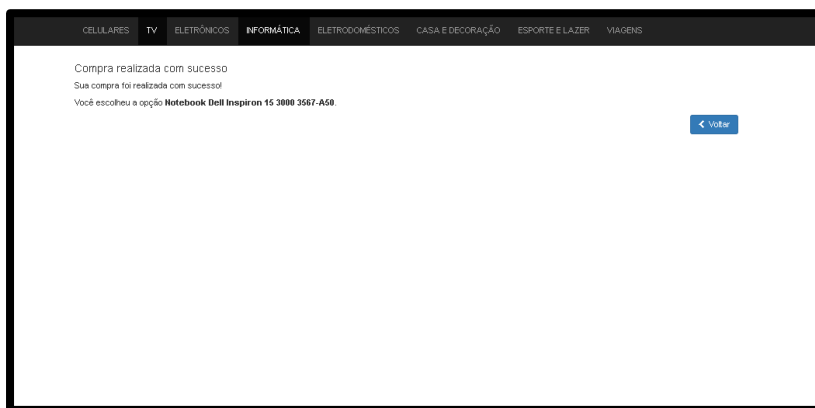 CELULARES TV ELETRÔNICOS INFORMÁTICA ELETRODOMÉSTICOS CASA E DECORAÇÃO ESPORTE E LAZER VIAGENS
Compra realizada com sucesso
Sua compra foi realizada com sucesso!
Você escolheu a opção Notebook Dell Inspiron 15 3000 3567-A50.
Voltar